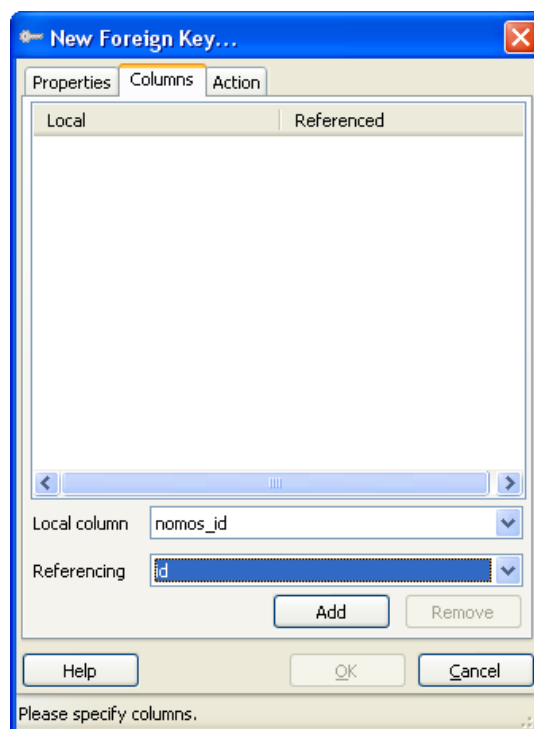 New Foreign Key...
Properties Columns Action
Local Referenced
Local column nomos_id
Referencing id
Add Remove
Help OK Cancel
Please specify columns.